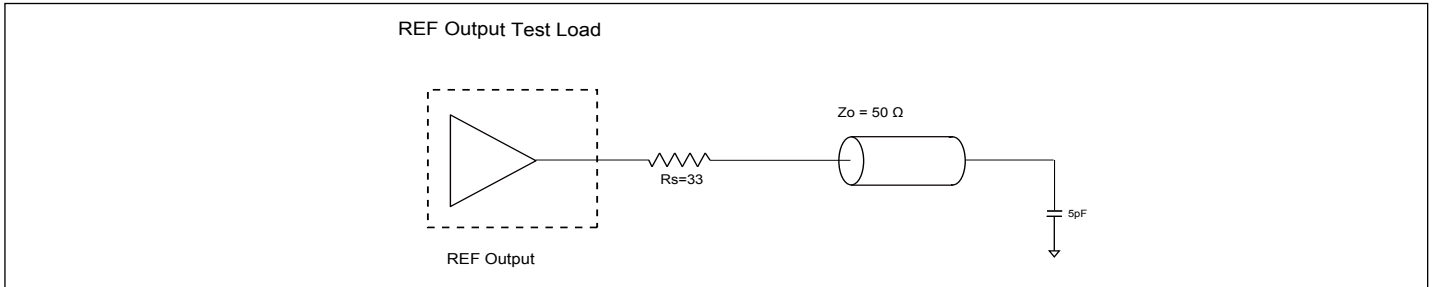 REF Output Test Load
Zo = 50 Ω
Rs=33
5pF
REF Output